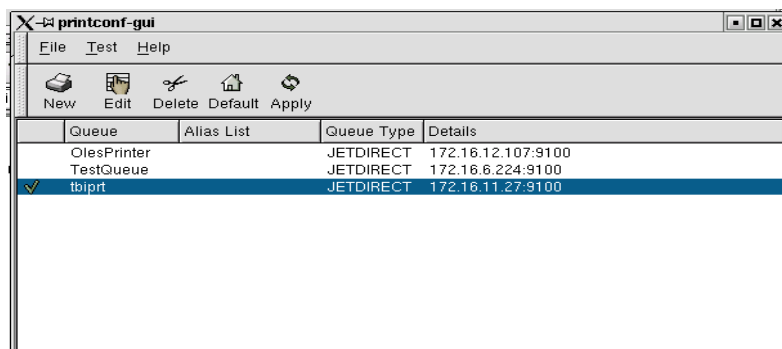 printconf-gui
File Test Help
New Edit Delete Default Apply
Queue Alias List Queue Type Details
OlesPrinter JETDIRECT 172.16.12.107:9100
TestQueue JETDIRECT 172.16.6.224:9100
tbiprt JETDIRECT 172.16.11.27:9100